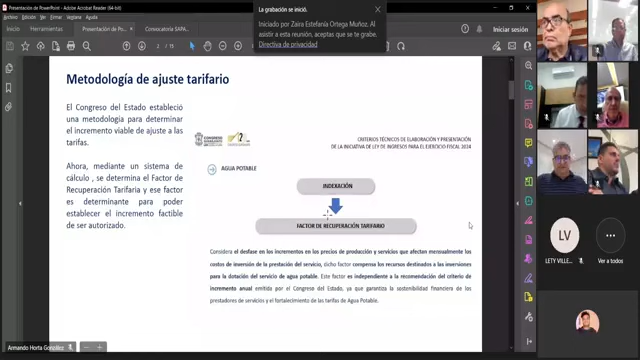 Presentación de PowerPoint.pdf - Adobe Acrobat Reader (64-bit)
Archivo Edición Ver Firmar Ventana Ayuda
Inicio Herramientas Presentación de Po... × Convocatoria SAPA... Iniciar sesión
2 / 15
La grabación se inició.
Iniciado por Zaira Estefanía Ortega Muñoz. Al
asistir a esta reunión, aceptas que se te grabe.
Directiva de privacidad
Metodología de ajuste tarifario
El Congreso del Estado estableció
una metodología para determinar
el incremento viable de ajuste a las
tarifas.
Ahora, mediante un sistema de
cálculo , se determina el Factor de
Recuperación Tarifaria y ese factor
es determinante para poder
establecer el incremento factible
de ser autorizado.
CRITERIOS TÉCNICOS DE ELABORACIÓN Y PRESENTACIÓN
DE LA INICIATIVA DE LEY DE INGRESOS PARA EL EJERCICIO FISCAL 2024
AGUA POTABLE
INDEXACIÓN
FACTOR DE RECUPERACIÓN TARIFARIO
Considera el desfase en los incrementos en los precios de producción y servicios que afectan mensualmente los
costos de inversión de la prestación del servicio, dicho factor compensa los recursos destinados a las inversiones
para la dotación del servicio de agua potable. Este factor es independiente a la recomendación del criterio de
incremento anual emitido por el Congreso del Estado, ya que garantiza la sostenibilidad financiera de los
prestadores de servicios y el fortalecimiento de las tarifas de Agua Potable.
LV
LETY VILLE...
Ver a todos
Armando Horta González